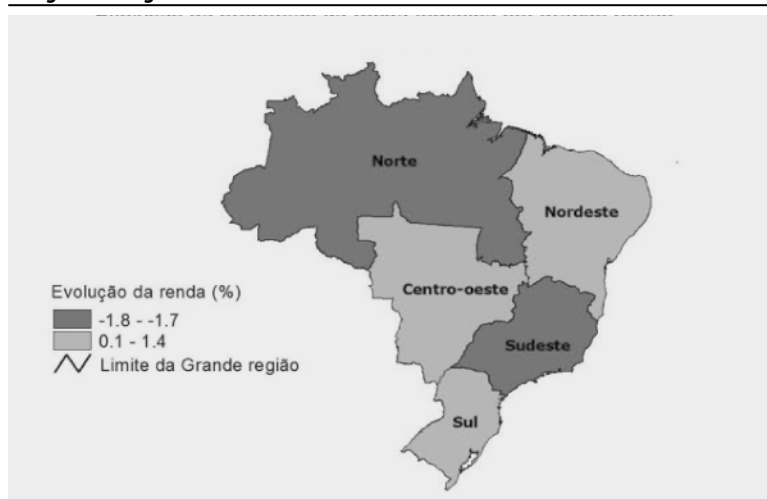 Norte
Nordeste
Centro-oeste
Sudeste
Sul
Evolução da renda (%)
-1.8 - -1.7
0.1 - 1.4
Limite da Grande região